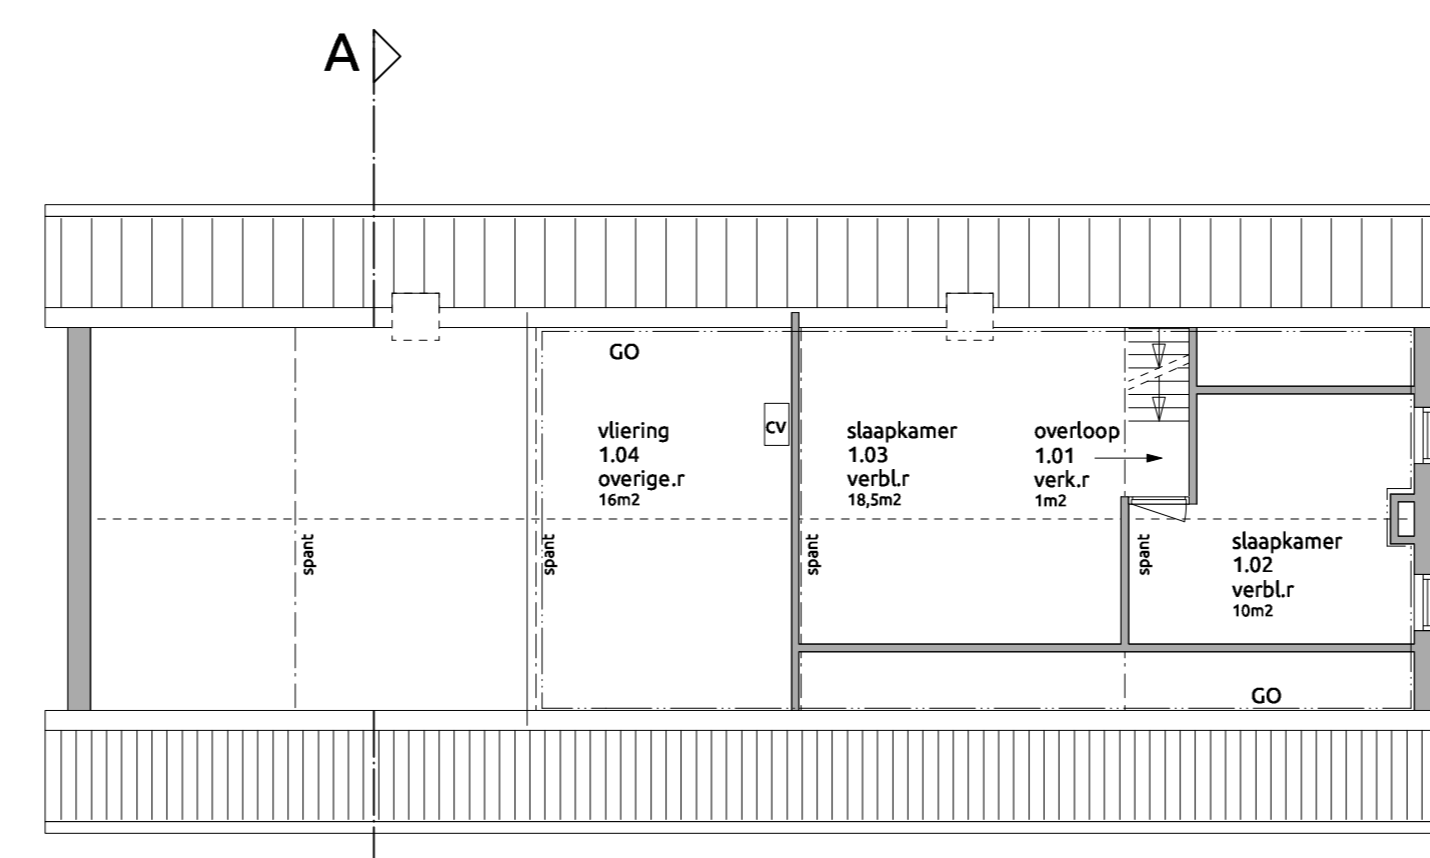 A
GO
vliering
1.04
overige.r
16m2
CV
slaapkamer
1.03
verbl.r
18,5m2
overloop
1.01
verk.r
1m2
spant
spant
spant
spant
slaapkamer
1.02
verbl.r
10m2
GO